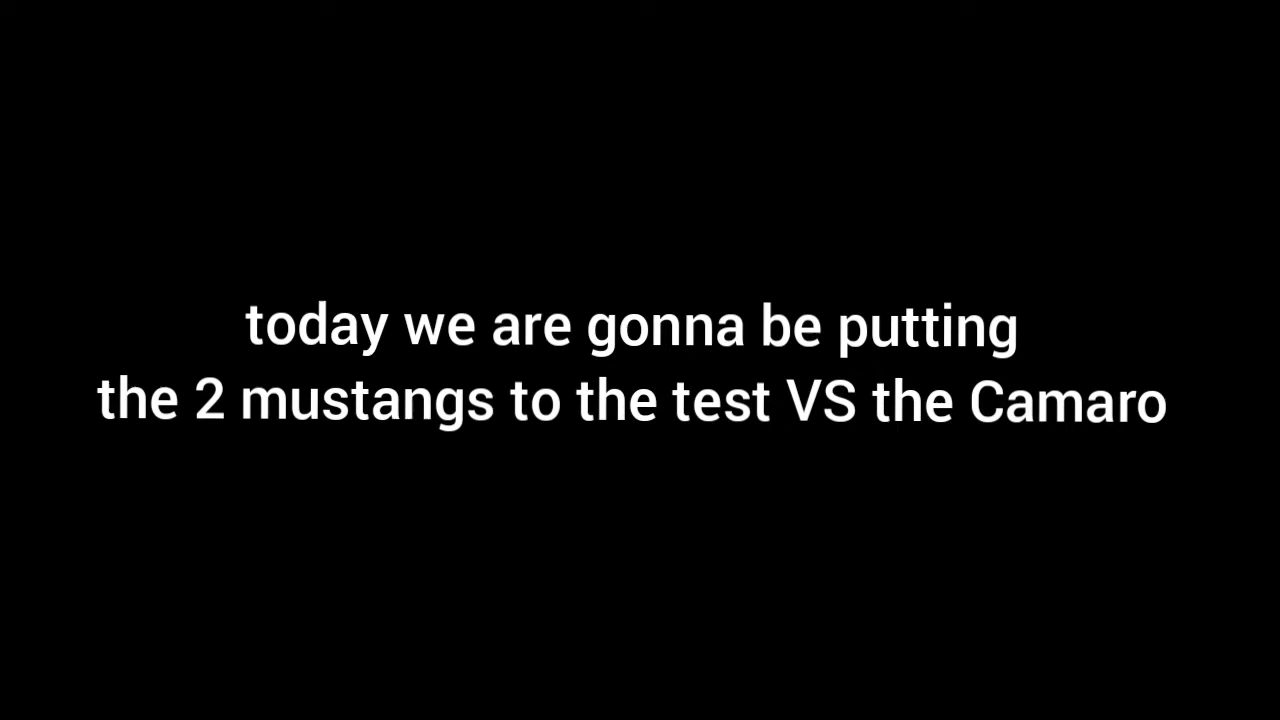 today we are gonna be putting
the 2 mustangs to the test VS the Camaro